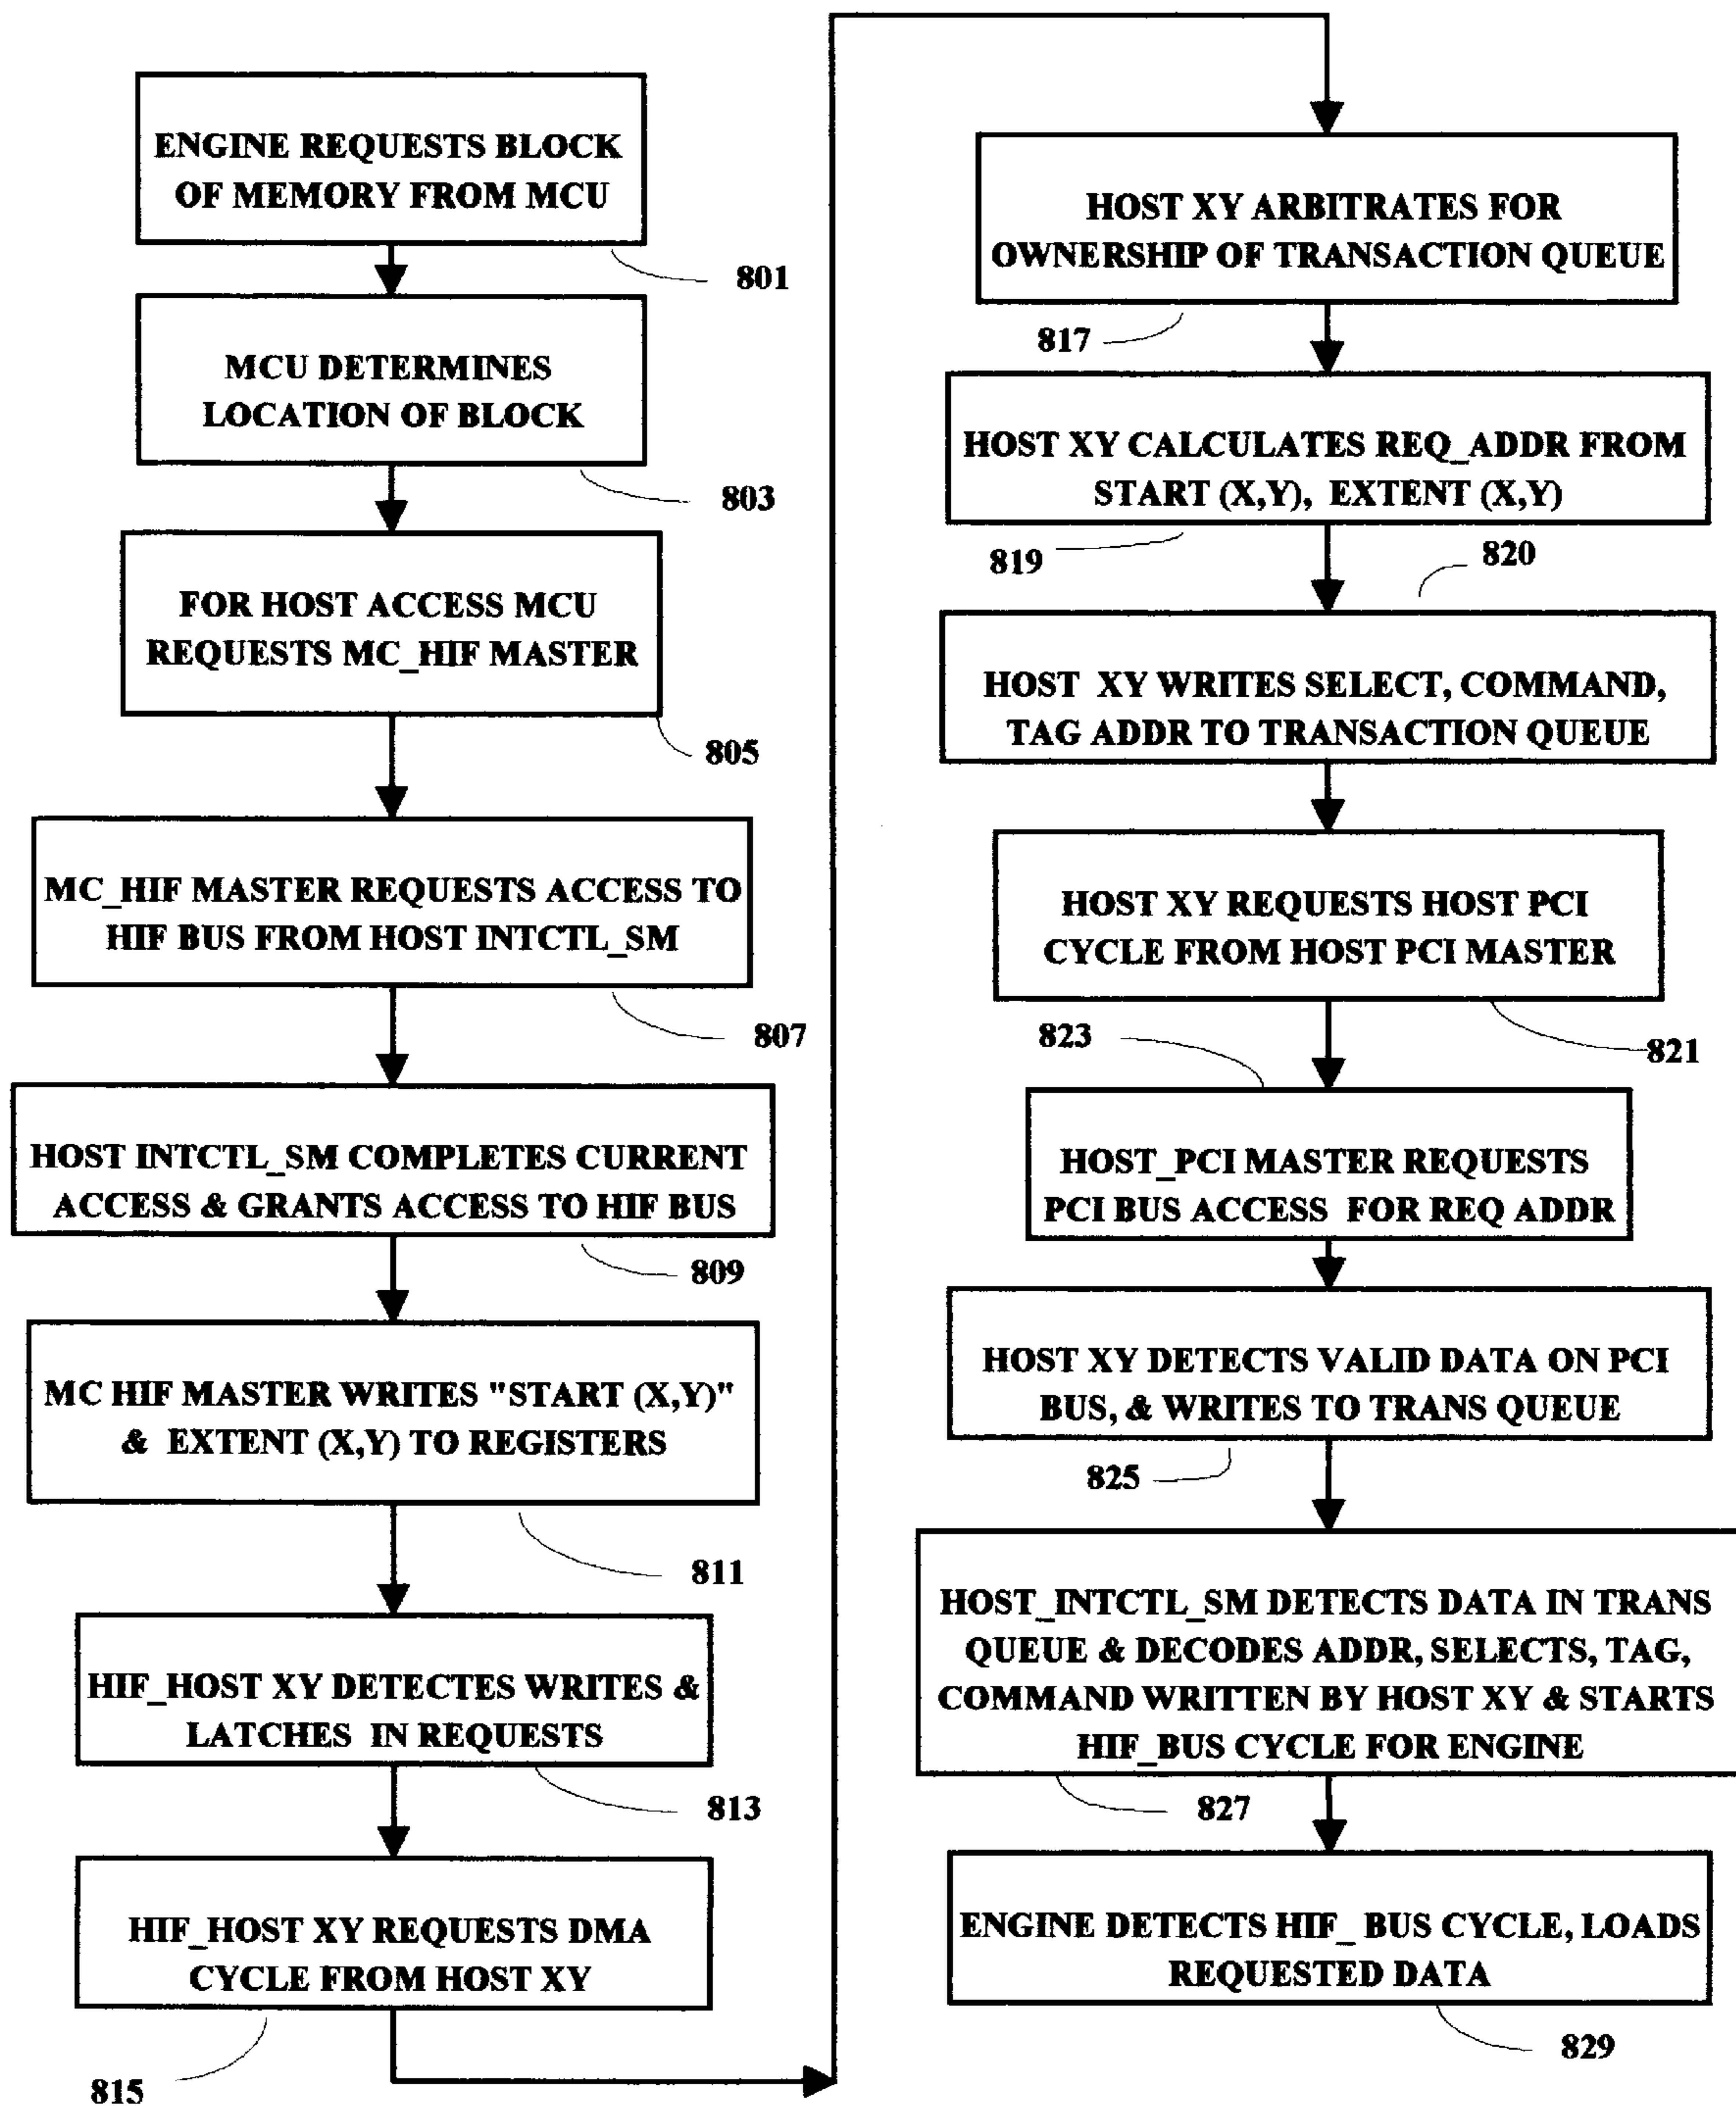 ENGINE REQUESTS BLOCK
OF MEMORY FROM MCU
801
MCU DETERMINES
LOCATION OF BLOCK
803
FOR HOST ACCESS MCU
REQUESTS MC_HIF MASTER
805
MC_HIF MASTER REQUESTS ACCESS TO
HIF BUS FROM HOST INTCTL_SM
807
HOST INTCTL_SM COMPLETES CURRENT
ACCESS & GRANTS ACCESS TO HIF BUS
809
MC HIF MASTER WRITES "START (X,Y)"
& EXTENT (X,Y) TO REGISTERS
811
HIF_HOST XY DETECTES WRITES &
LATCHES IN REQUESTS
813
HIF_HOST XY REQUESTS DMA
CYCLE FROM HOST XY
815
HOST XY ARBITRATES FOR
OWNERSHIP OF TRANSACTION QUEUE
817
HOST XY CALCULATES REQ_ADDR FROM
START (X,Y), EXTENT (X,Y)
819
820
HOST XY WRITES SELECT, COMMAND,
TAG ADDR TO TRANSACTION QUEUE
HOST XY REQUESTS HOST PCI
CYCLE FROM HOST PCI MASTER
821
823
HOST_PCI MASTER REQUESTS
PCI BUS ACCESS FOR REQ ADDR
HOST XY DETECTS VALID DATA ON PCI
BUS, & WRITES TO TRANS QUEUE
825
HOST_INTCTL_SM DETECTS DATA IN TRANS
QUEUE & DECODES ADDR, SELECTS, TAG,
COMMAND WRITTEN BY HOST XY & STARTS
HIF_BUS CYCLE FOR ENGINE
827
ENGINE DETECTS HIF_ BUS CYCLE, LOADS
REQUESTED DATA
829